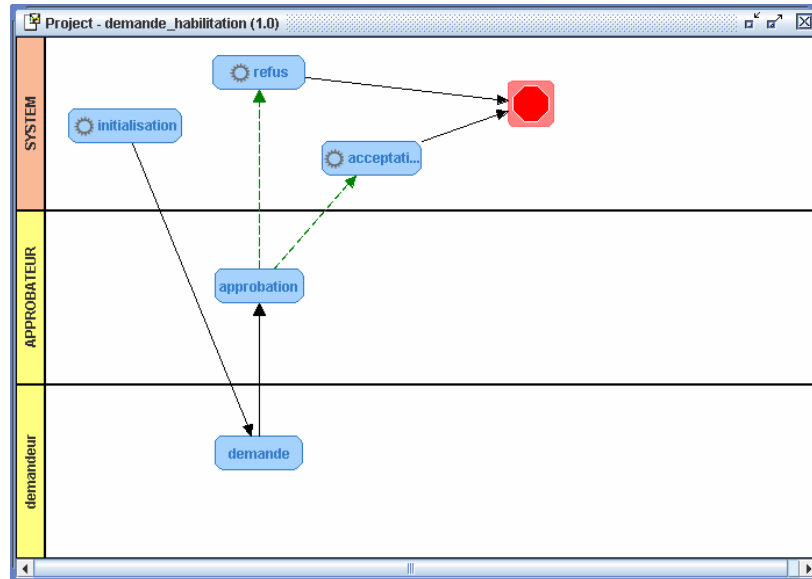 Project - demande_habilitation (1.0)
SYSTEM
refus
initialisation
acceptati...
APPROBATEUR
approbation
demandeur
demande